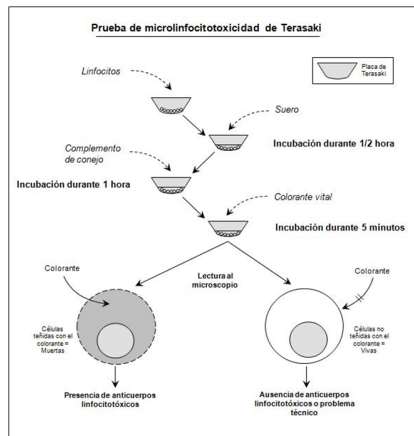 Prueba de microlinfocitotoxicidad de Terasaki
Placa de
Terasaki
Linfocitos
Suero
Incubación durante 1/2 hora
Complemento
de conejo
Incubación durante 1 hora
Colorante vital
Incubación durante 5 minutos
Lectura al
microscopio
Colorante
Colorante
Células
teñidas con el
colorante =
Muertas
Células no
teñidas con el
colorante =
Vivas
Presencia de anticuerpos
linfocitotóxicos
Ausencia de anticuerpos
linfocitotóxicos o problema
técnico